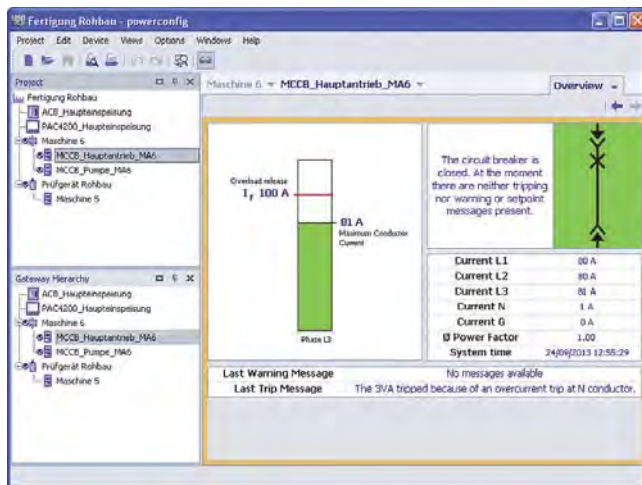 Fertigung Rohbau - powerconfig
Project Edit Device Views Options Windows Help
Project
Fertigung Rohbau
ACB_Haupteinspeisung
PAC4200_Haupteinspeisung
Maschine 6
MCCB_Hauptantrieb_MA6
MCCB_Pumpe_MA6
Prüfgerät Rohbau
Maschine 5
Gateway Hierarchy
ACB_Haupteinspeisung
PAC4200_Haupteinspeisung
Maschine 6
MCCB_Hauptantrieb_MA6
MCCB_Pumpe_MA6
Prüfgerät Rohbau
Maschine 5
Maschine 6 MCCB_Hauptantrieb_MA6
Overview
Overload release
Ir 100 A
81 A
Maximum Conductor
Current
Phase L3
The circuit breaker is
closed. At the moment
there are neither tripping
nor warning or setpoint
messages present.
Current L1 80 A
Current L2 80 A
Current L3 81 A
Current N 1 A
Current G 0 A
Ø Power Factor 1.00
System time 24/09/2013 12:55:29
Last Warning Message No messages available
Last Trip Message The 3VA tripped because of an overcurrent trip at N conductor.